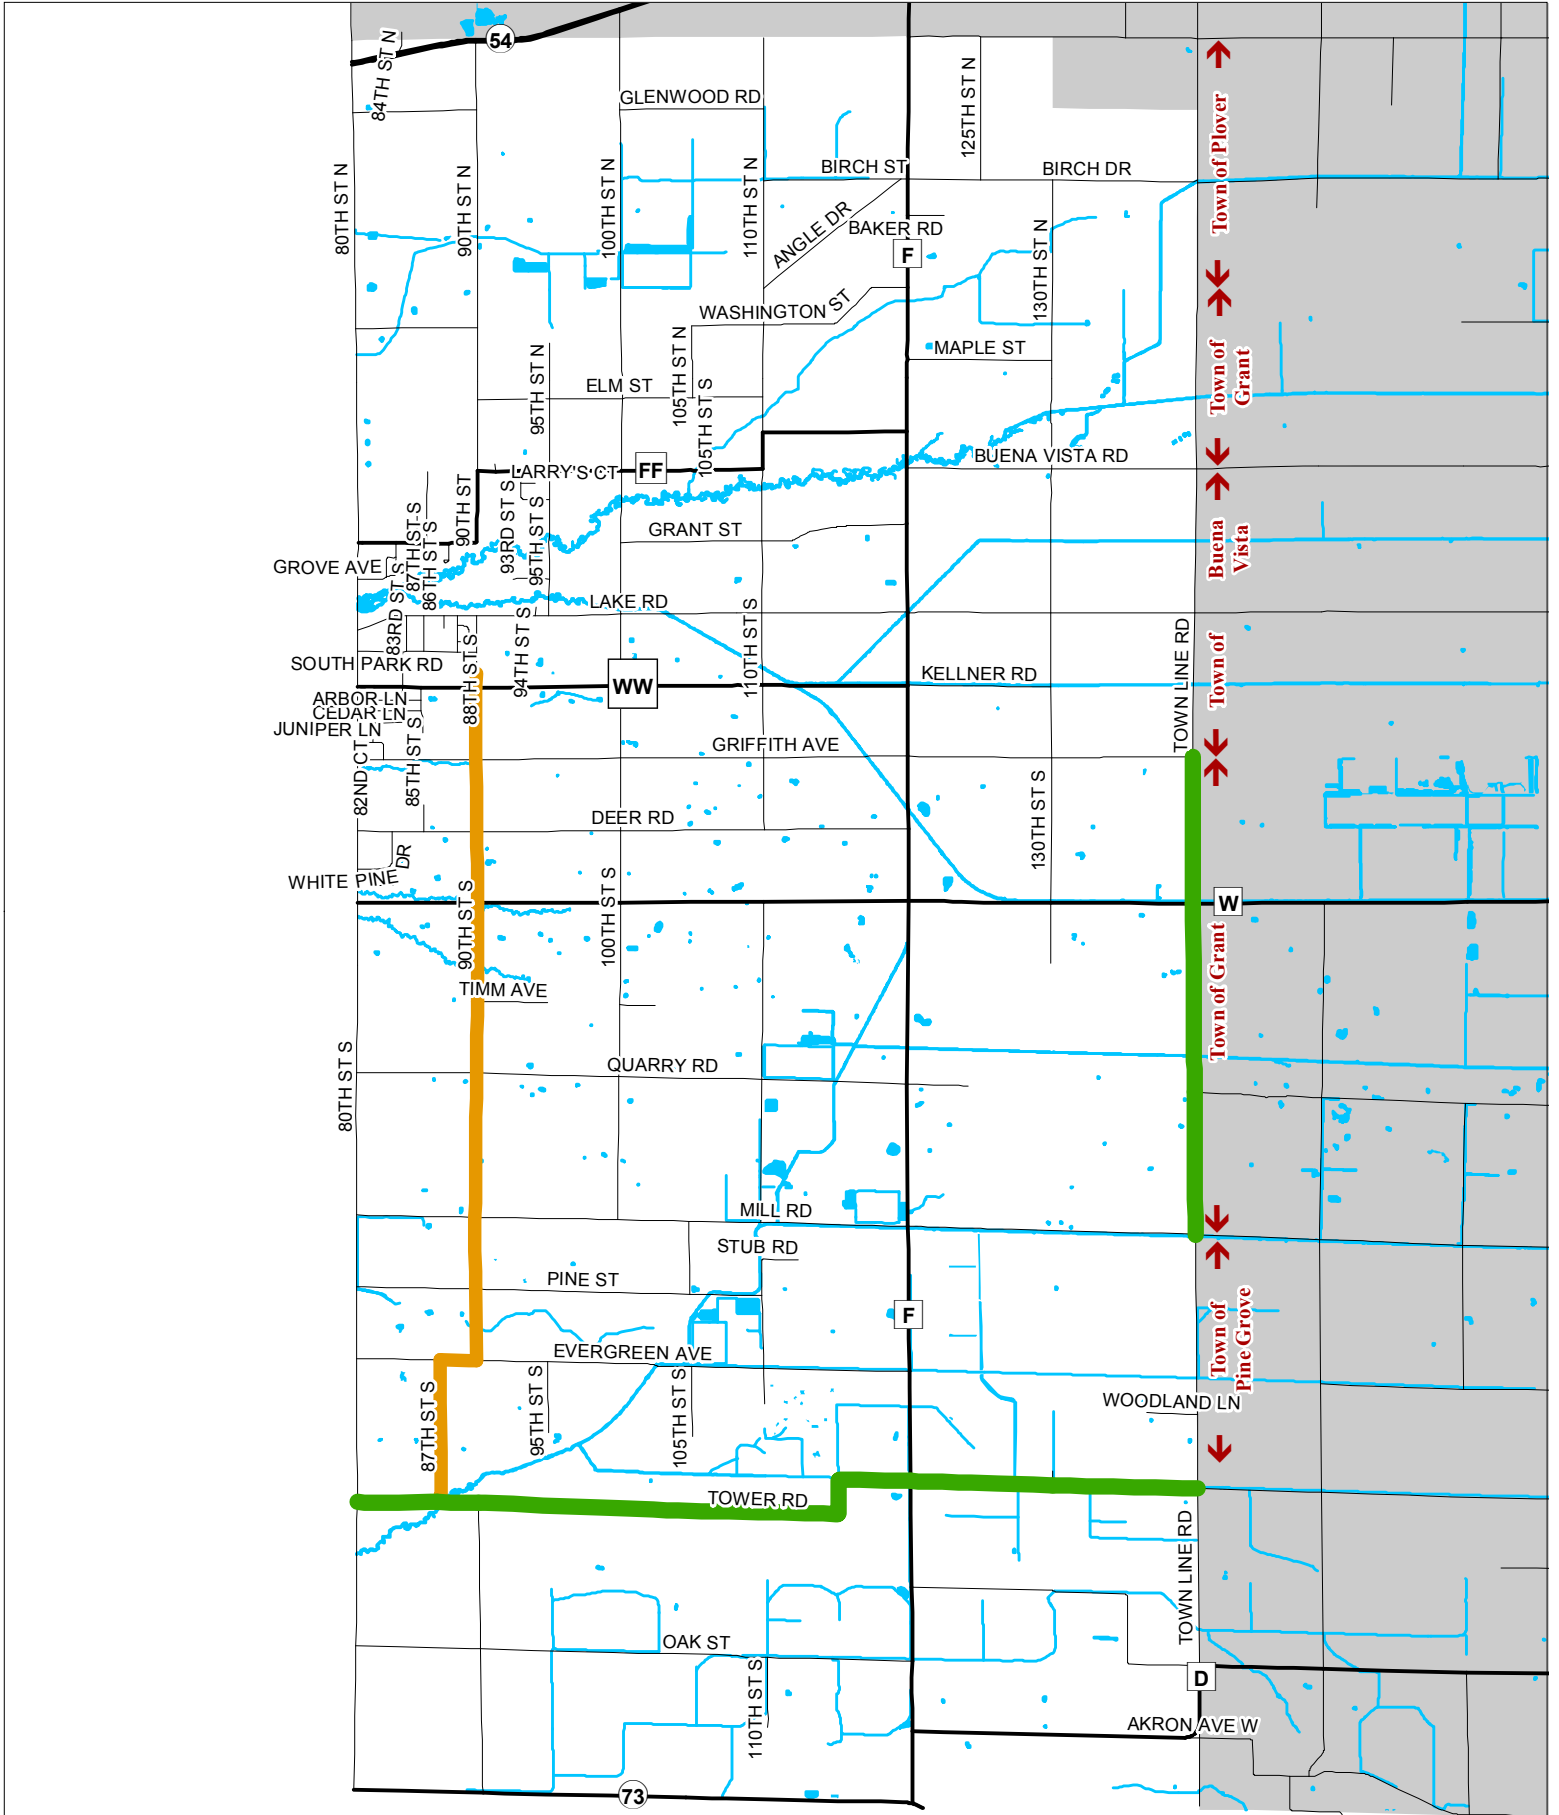 54
84TH ST N
GLENWOOD RD
125TH ST N
Town of Plover
80TH ST N
90TH ST N
100TH ST N
110TH ST N
BIRCH ST
BIRCH DR
ANGLE DR
BAKER RD
F
130TH ST N
WASHINGTON ST
MAPLE ST
95TH ST N
105TH ST N
ELM ST
105TH ST S
Town of
Grant
LARRY'S CT
FF
BUENA VISTA RD
90TH ST
93RD ST S
95TH ST S
87TH ST S
86TH ST S
GRANT ST
Buena
Vista
GROVE AVE
83RD ST S
LAKE RD
94TH ST S
110TH ST S
TOWN LINE RD
Town of
SOUTH PARK RD
88TH ST S
WW
KELLNER RD
ARBOR LN
CEDAR LN
JUNIPER LN
82ND CT
85TH ST S
GRIFFITH AVE
130TH ST S
DEER RD
WHITE PINE DR
90TH ST S
100TH ST S
W
Town of Grant
TIMM AVE
80TH ST S
QUARRY RD
MILL RD
STUB RD
PINE ST
F
Town of
Pine Grove
EVERGREEN AVE
87TH ST S
95TH ST S
105TH ST S
WOODLAND LN
TOWER RD
TOWN LINE RD
OAK ST
110TH ST S
D
AKRON AVE W
73